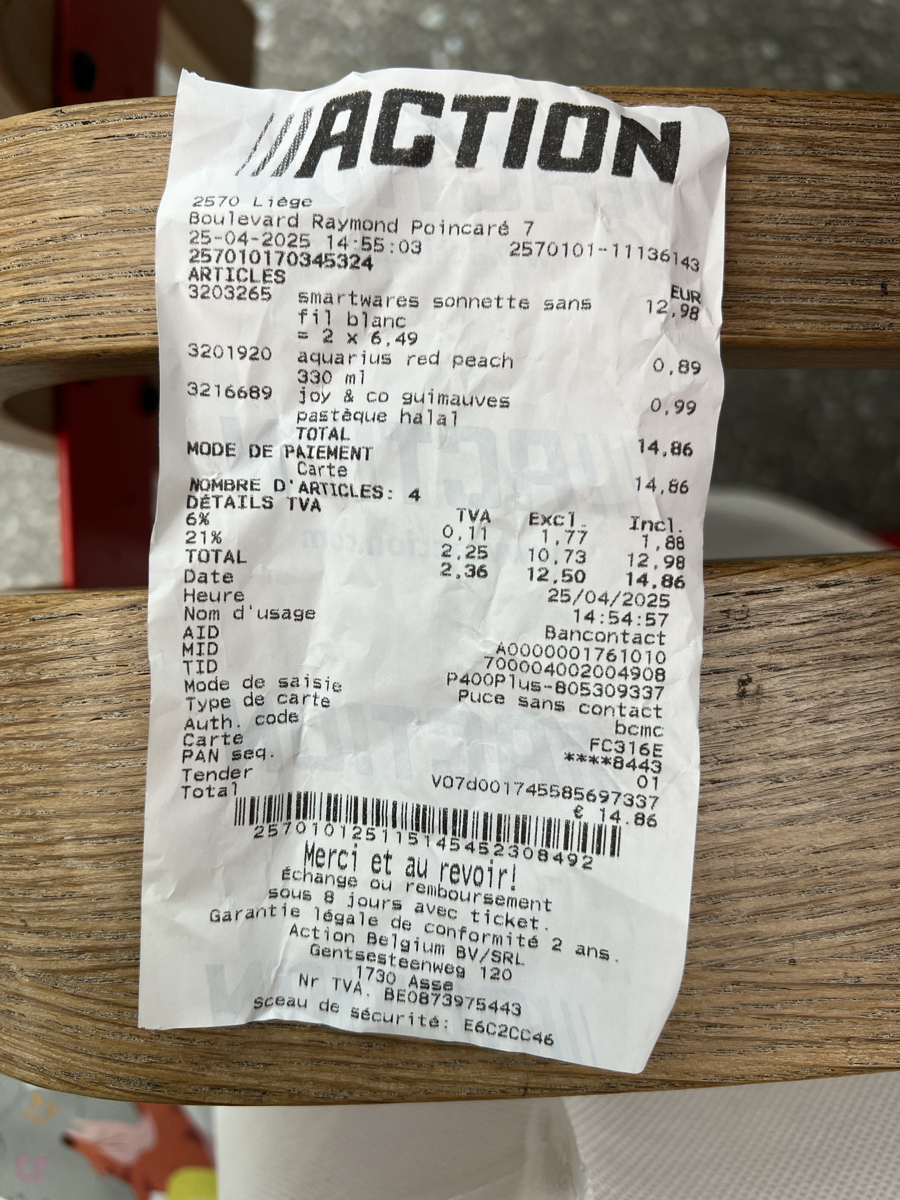 ACTION
2570 Liège
Boulevard Raymond Poincaré 7
25-04-2025 14:55:03 2570101-11136143
257010170345324
ARTICLES EUR
3203265 smartwares sonnette sans 12,98
fil blanc
= 2 x 6,49
3201920 aquarius red peach 0,89
330 ml
3216689 joy & co guimauves 0,99
pastèque halal
TOTAL 14,86
MODE DE PAIEMENT
Carte 14,86
NOMBRE D'ARTICLES: 4
DÉTAILS TVA TVA Excl. Incl.
6% 0,11 1,77 1,88
21% 2,25 10,73 12,98
TOTAL 2,36 12,50 14,86
Date 25/04/2025
Heure 14:54:57
Nom d'usage Bancontact
AID A0000001761010
MID 700004002004908
TID P400Plus-805309337
Mode de saisie Puce sans contact
Type de carte bcmc
Auth. code FC316E
Carte ****8443
PAN seq. 01
Tender V07d001745585697337
Total € 14.86
257010125115145452308492
Merci et au revoir!
Échange ou remboursement
sous 8 jours avec ticket.
Garantie légale de conformité 2 ans.
Action Belgium BV/SRL
Gentsesteenweg 120
1730 Asse
Nr TVA. BE0873975443
Sceau de sécurité: E6C2CC46